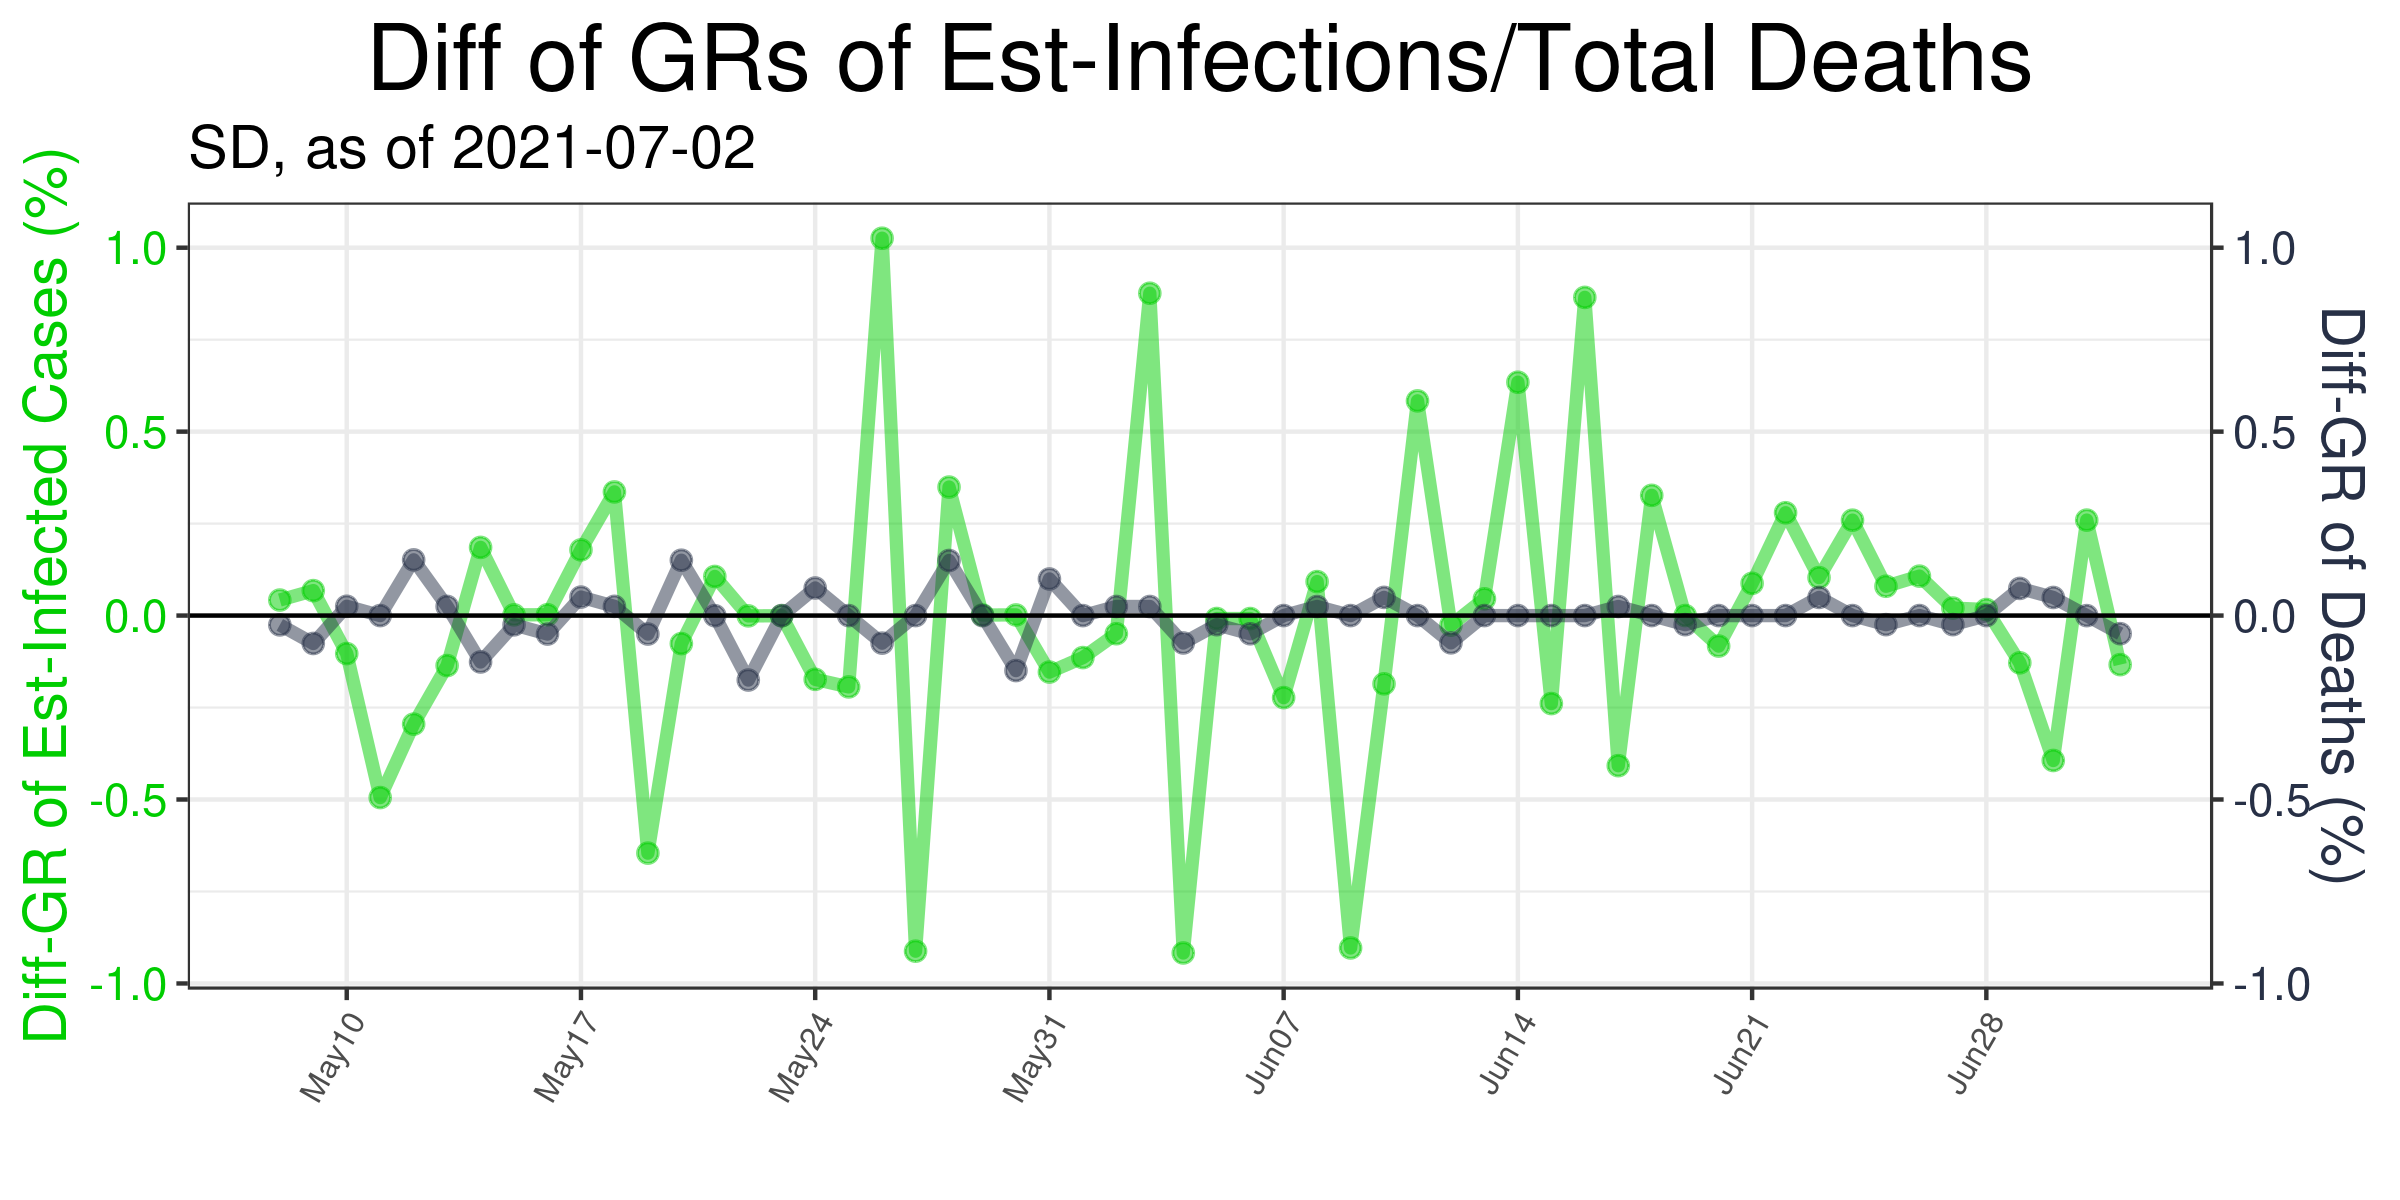 Diff of GRs of Est-Infections/Total Deaths
SD, as of 2021-07-02
Diff-GR of Est-Infected Cases (%)
1.0
0.5
0.0
-0.5
-1.0
1.0
0.5
0.0
-0.5
-1.0
Diff-GR of Deaths (%)
May10
May17
May24
May31
Jun07
Jun14
Jun21
Jun28